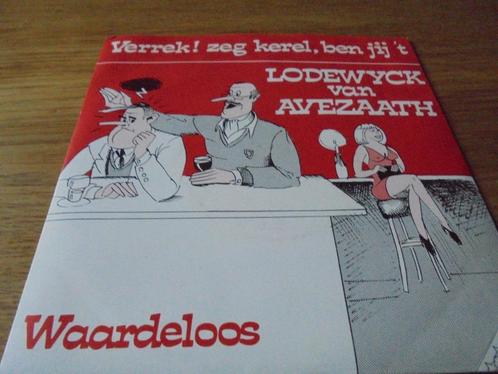 Verrek! zeg kerel, ben jij 't
LODEWYCK
van
AVEZAATH
Waardeloos